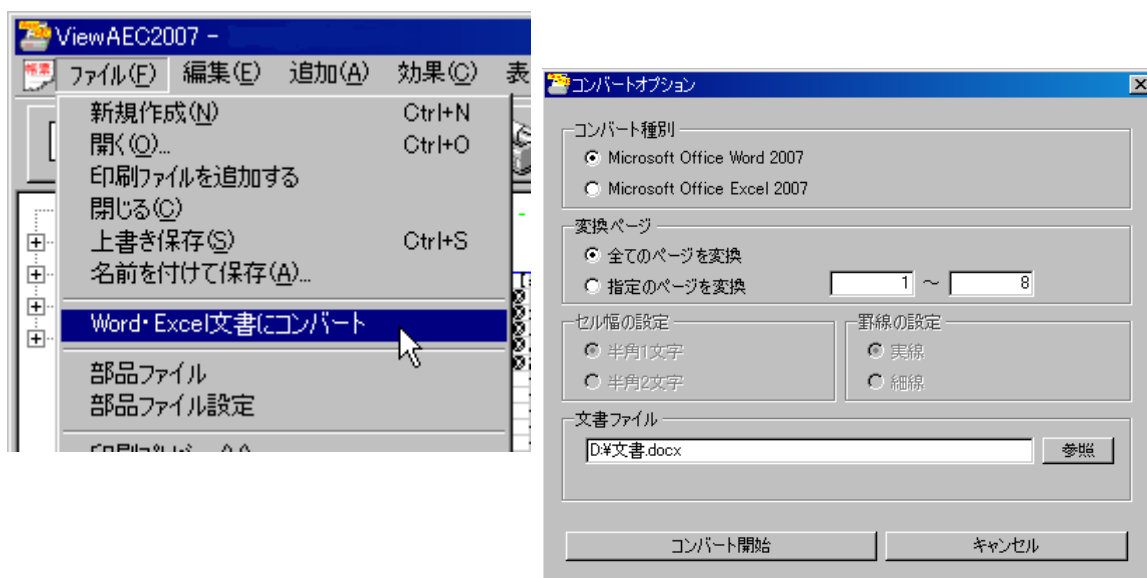 ViewAEC2007 -
帳票 ファイル(F) 編集(E) 追加(A) 効果(C) 表
新規作成(N) Ctrl+N
開く(O)... Ctrl+O
印刷ファイルを追加する
閉じる(C)
上書き保存(S) Ctrl+S
名前を付けて保存(A)...
Word・Excel文書にコンバート
部品ファイル
部品ファイル設定
コンバートオプション
コンバート種別
Microsoft Office Word 2007
Microsoft Office Excel 2007
変換ページ
全てのページを変換
指定のページを変換 1 ～ 8
セル幅の設定 罫線の設定
半角1文字 実線
半角2文字 細線
文書ファイル
D:¥文書.docx 参照
コンバート開始 キャンセル